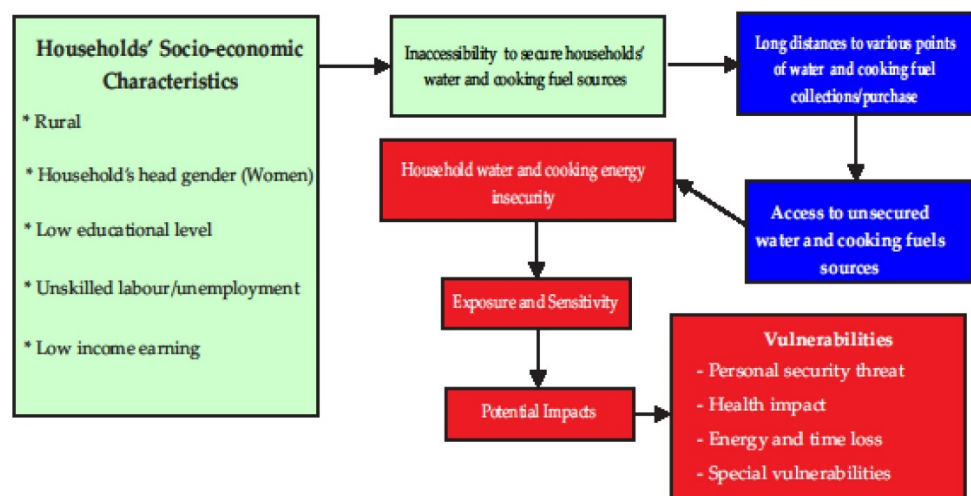 Households' Socio-economic
Characteristics
* Rural
* Household's head gender (Women)
* Low educational level
* Unskilled labour/unemployment
* Low income earning
Inaccessibility to secure households'
water and cooking fuel sources
Long distances to various points
of water and cooking fuel
collections/purchase
Access to unsecured
water and cooking fuels
sources
Household water and cooking energy
insecurity
Exposure and Sensitivity
Potential Impacts
Vulnerabilities
- Personal security threat
- Health impact
- Energy and time loss
- Special vulnerabilities